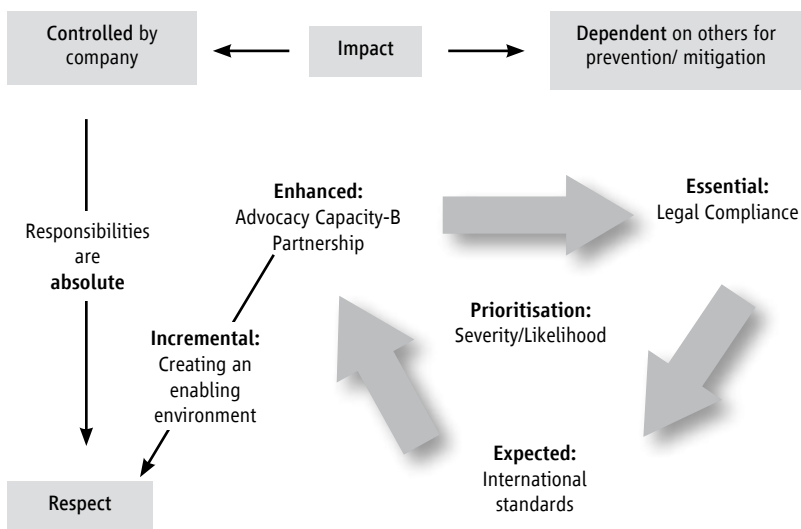 Controlled by
company
Impact
Dependent on others for
prevention/ mitigation
Enhanced:
Advocacy Capacity-B
Partnership
Essential:
Legal Compliance
Responsibilities
are
absolute
Prioritisation:
Severity/Likelihood
Incremental:
Creating an
enabling
environment
Expected:
International
standards
Respect